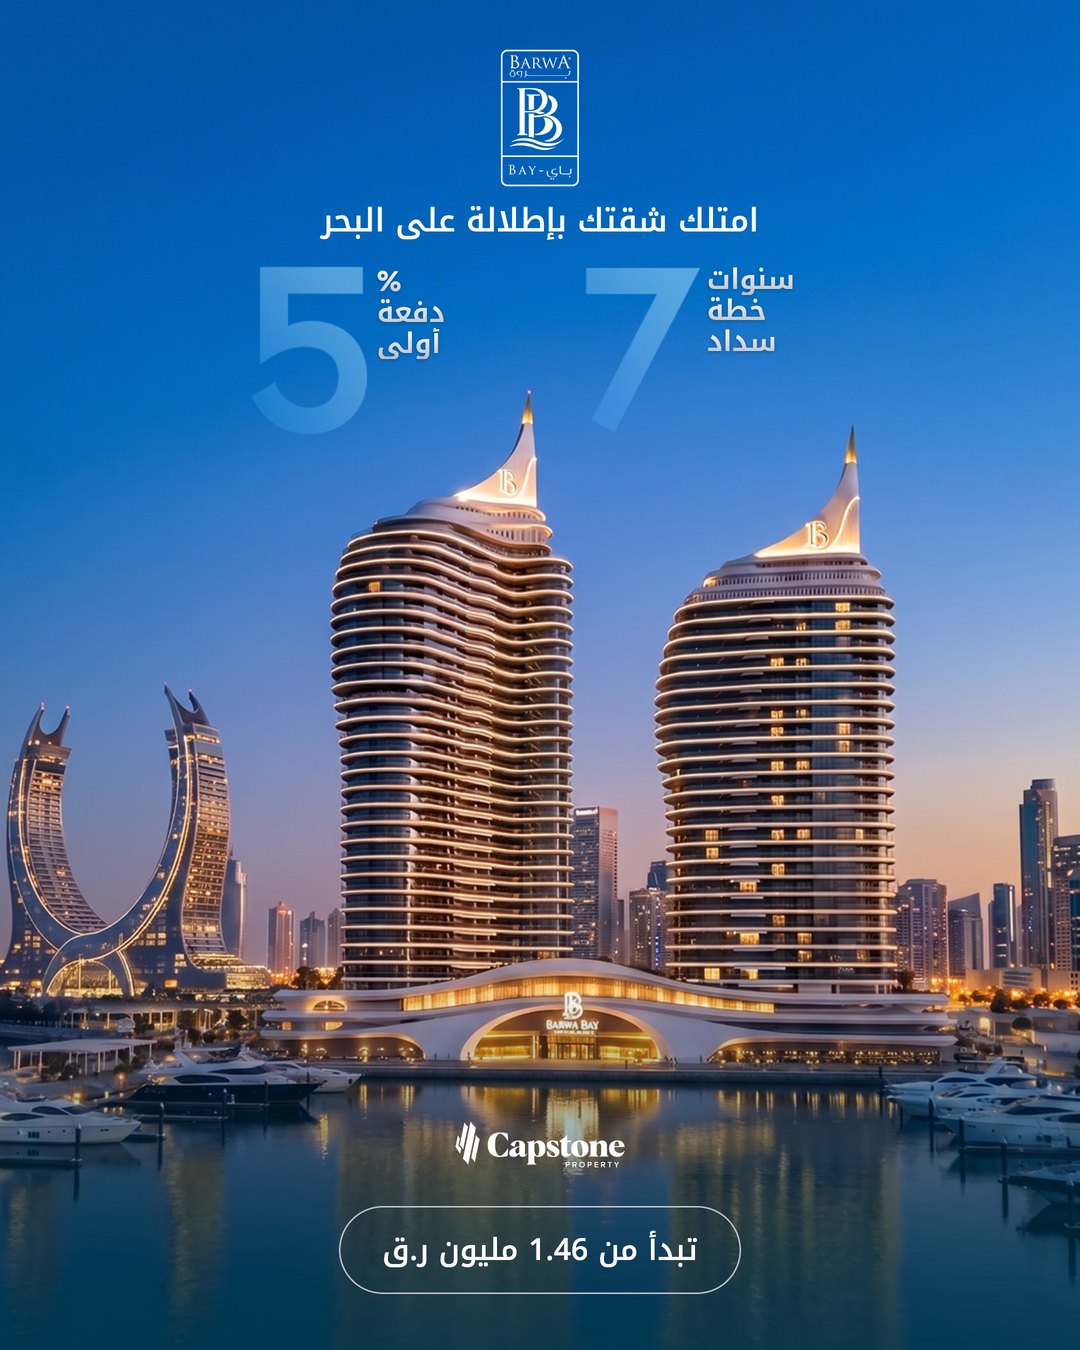 BARWA
بروة
BB
BAY - باي
امتلك شقتك بإطلالة على البحر
7 سنوات
خطة
سداد
5 %
دفعة
أولى
B
B
B
BARWA BAY
Capstone
PROPERTY
تبدأ من 1.46 مليون ر.ق